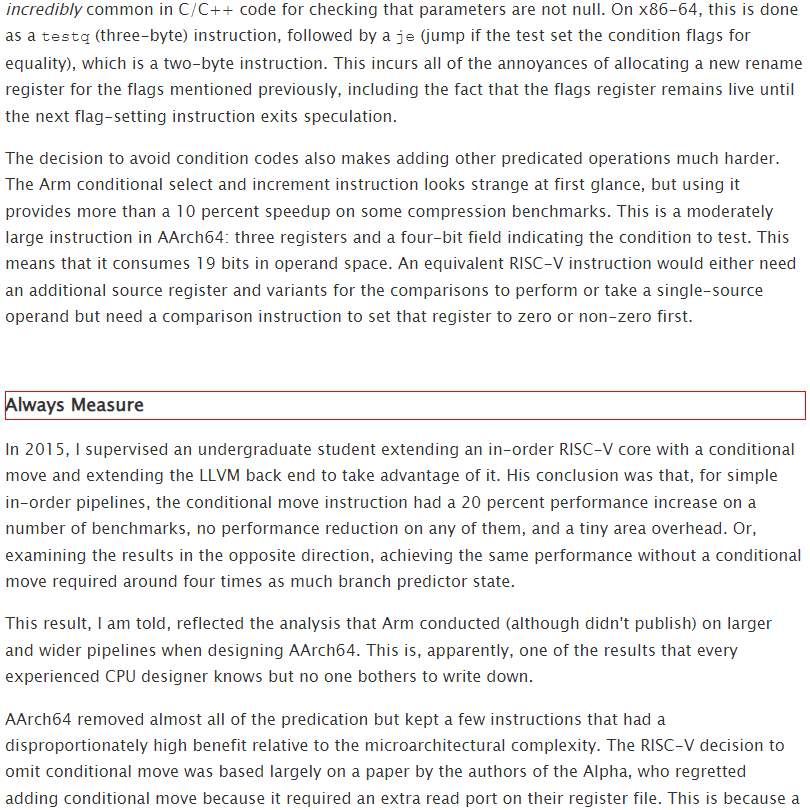 incredibly common in C/C++ code for checking that parameters are not null. On x86-64, this is done
as a testq (three-byte) instruction, followed by a je (jump if the test set the condition flags for
equality), which is a two-byte instruction. This incurs all of the annoyances of allocating a new rename
register for the flags mentioned previously, including the fact that the flags register remains live until
the next flag-setting instruction exits speculation.
The decision to avoid condition codes also makes adding other predicated operations much harder.
The Arm conditional select and increment instruction looks strange at first glance, but using it
provides more than a 10 percent speedup on some compression benchmarks. This is a moderately
large instruction in AArch64: three registers and a four-bit field indicating the condition to test. This
means that it consumes 19 bits in operand space. An equivalent RISC-V instruction would either need
an additional source register and variants for the comparisons to perform or take a single-source
operand but need a comparison instruction to set that register to zero or non-zero first.
Always Measure
In 2015, I supervised an undergraduate student extending an in-order RISC-V core with a conditional
move and extending the LLVM back end to take advantage of it. His conclusion was that, for simple
in-order pipelines, the conditional move instruction had a 20 percent performance increase on a
number of benchmarks, no performance reduction on any of them, and a tiny area overhead. Or,
examining the results in the opposite direction, achieving the same performance without a conditional
move required around four times as much branch predictor state.
This result, I am told, reflected the analysis that Arm conducted (although didn't publish) on larger
and wider pipelines when designing AArch64. This is, apparently, one of the results that every
experienced CPU designer knows but no one bothers to write down.
AArch64 removed almost all of the predication but kept a few instructions that had a
disproportionately high benefit relative to the microarchitectural complexity. The RISC-V decision to
omit conditional move was based largely on a paper by the authors of the Alpha, who regretted
adding conditional move because it required an extra read port on their register file. This is because a